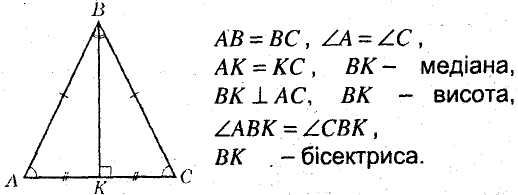 B
A
K
C
AB = BC, ∠A = ∠C,
AK = KC, BK – медіана,
BK ⊥ AC, BK – висота,
∠ABK = ∠CBK,
BK – бісектриса.